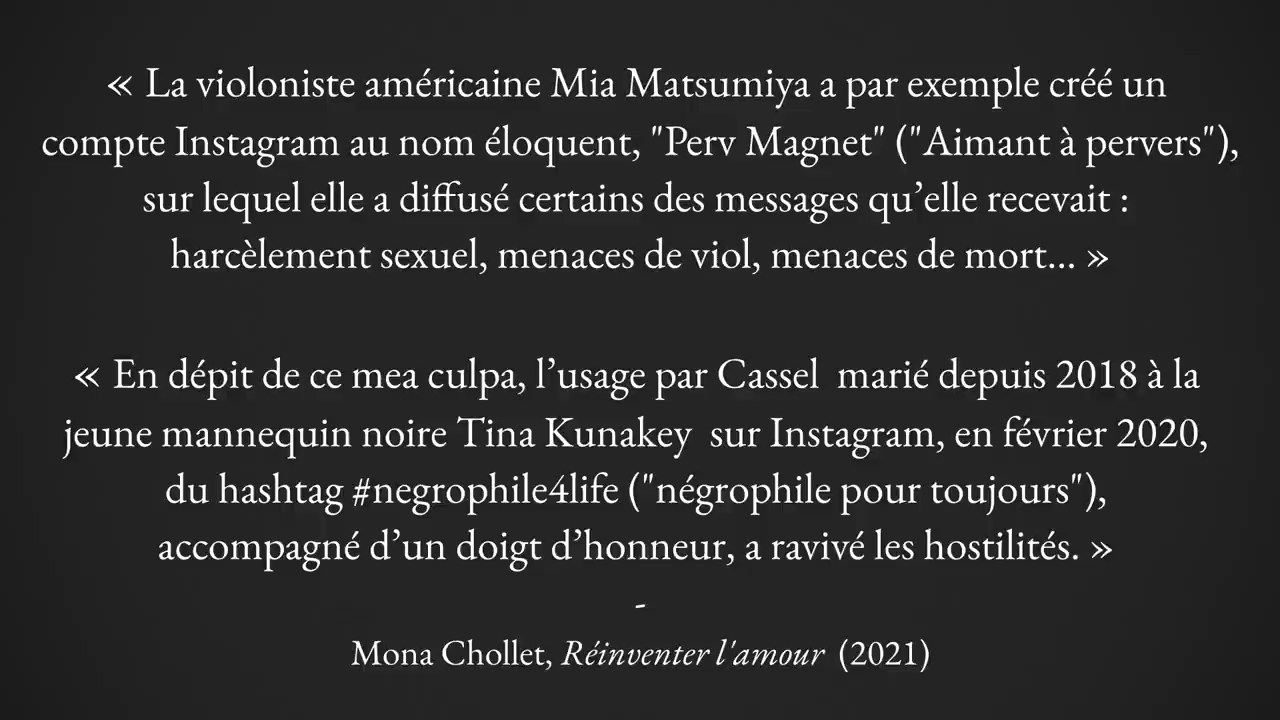 « La violoniste américaine Mia Matsumiya a par exemple créé un
compte Instagram au nom éloquent, "Perv Magnet" ("Aimant à pervers"),
sur lequel elle a diffusé certains des messages qu’elle recevait :
harcèlement sexuel, menaces de viol, menaces de mort... »
« En dépit de ce mea culpa, l’usage par Cassel  marié depuis 2018 à la
jeune mannequin noire Tina Kunakey  sur Instagram, en février 2020,
du hashtag #negrophile4life ("négrophile pour toujours"),
accompagné d’un doigt d’honneur, a ravivé les hostilités. »
-
Mona Chollet, Réinventer l'amour (2021)